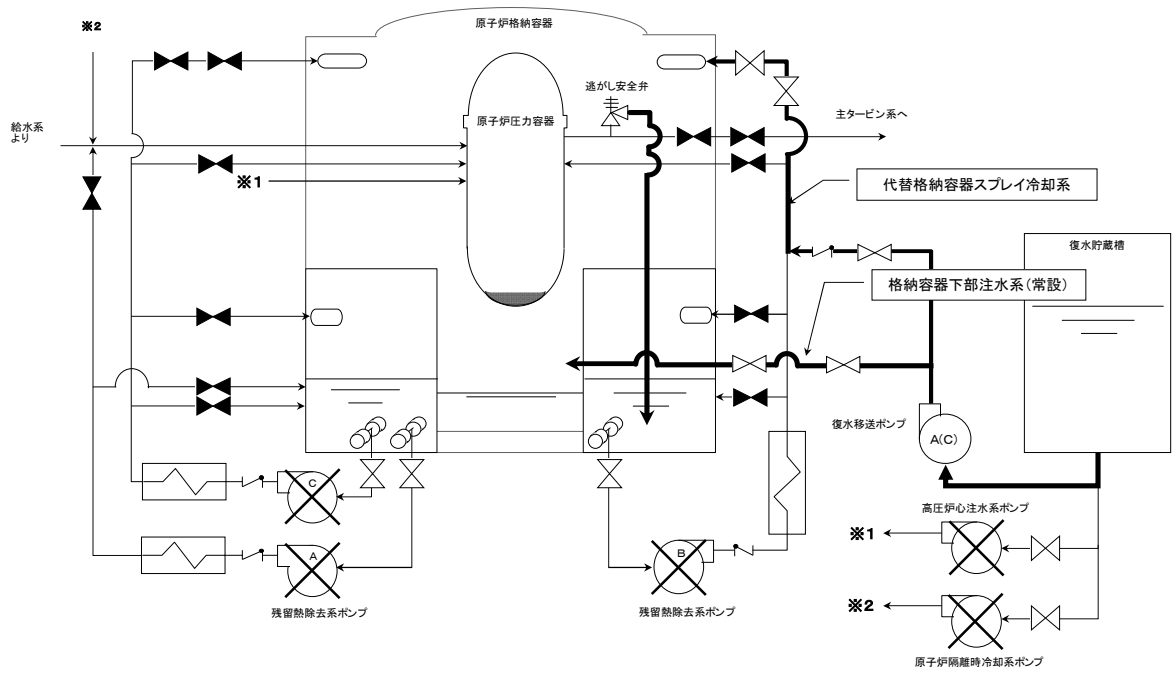 原子炉格納容器
※2
逃がし安全弁
原子炉圧力容器
主タービン系へ
給水系
より
※1
代替格納容器スプレイ冷却系
復水貯蔵槽
格納容器下部注水系(常設)
復水移送ポンプ
A(C)
C
高圧炉心注水系ポンプ
※1
A
B
残留熱除去系ポンプ
残留熱除去系ポンプ
※2
原子炉隔離時冷却系ポンプ